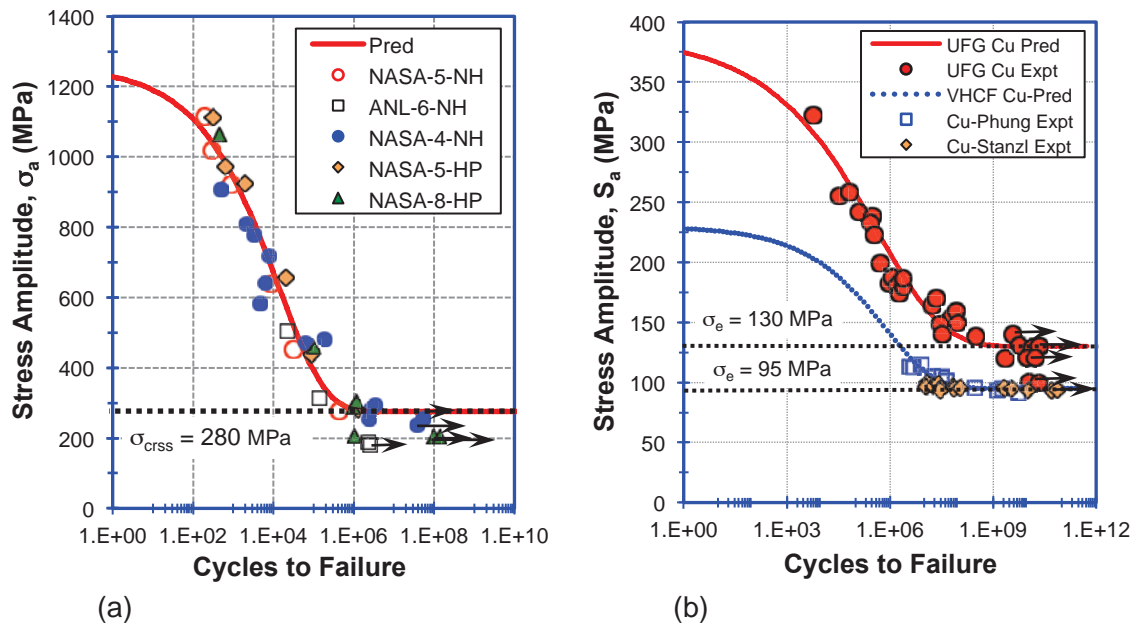 1400
1200
1000
800
600
400
200
0
Stress Amplitude, σa (MPa)
Pred
NASA-5-NH
ANL-6-NH
NASA-4-NH
NASA-5-HP
NASA-8-HP
σcrss = 280 MPa
1.E+00 1.E+02 1.E+04 1.E+06 1.E+08 1.E+10
Cycles to Failure
(a)
400
350
300
250
200
150
100
50
0
Stress Amplitude, Sa (MPa)
UFG Cu Pred
UFG Cu Expt
VHCF Cu-Pred
Cu-Phung Expt
Cu-Stanzl Expt
σe = 130 MPa
σe = 95 MPa
1.E+00 1.E+03 1.E+06 1.E+09 1.E+12
Cycles to Failure
(b)